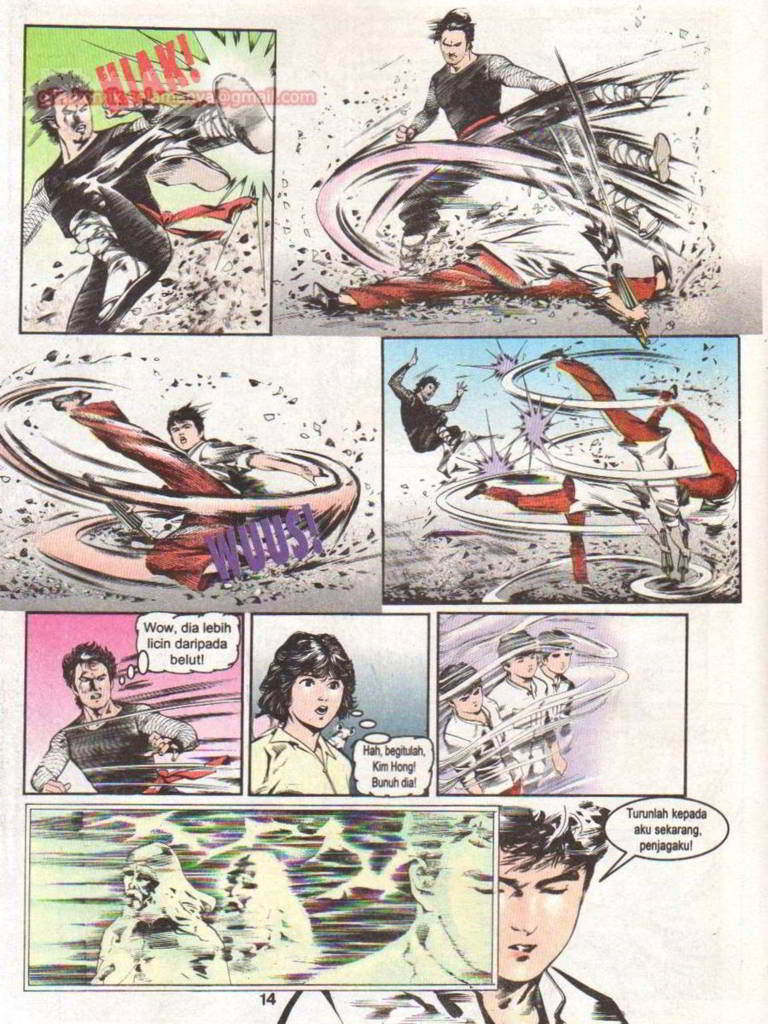 HIAK!
WUUS!
Wow, dia lebih
licin daripada
belut!
Hah, begitulah,
Kim Hong!
Bunuh dia!
Turunlah kepada
aku sekarang,
penjagaku!
14